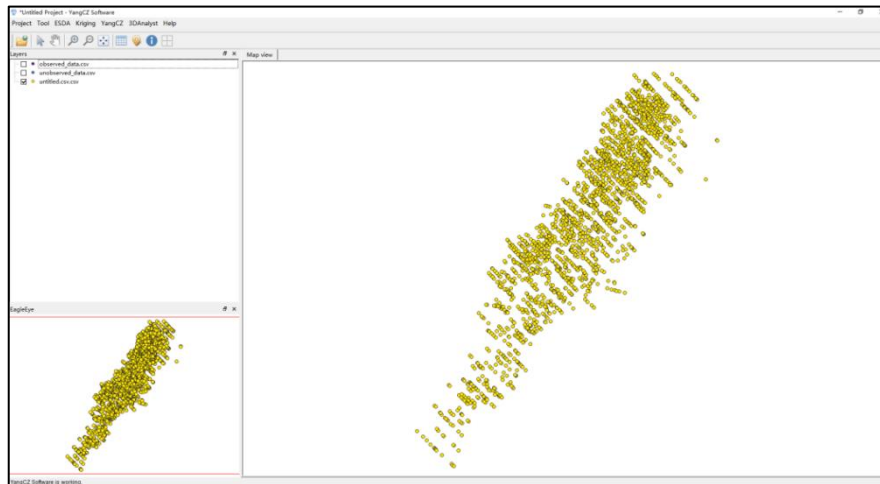 *Untitled Project - YangCZ Software
Project Tool ESDA Kriging YangCZ 3DAnalyst Help
Layers
Map view
observed_data.csv
unobserved_data.csv
untitled.csv.csv
EagleEye
YangCZ Software is working